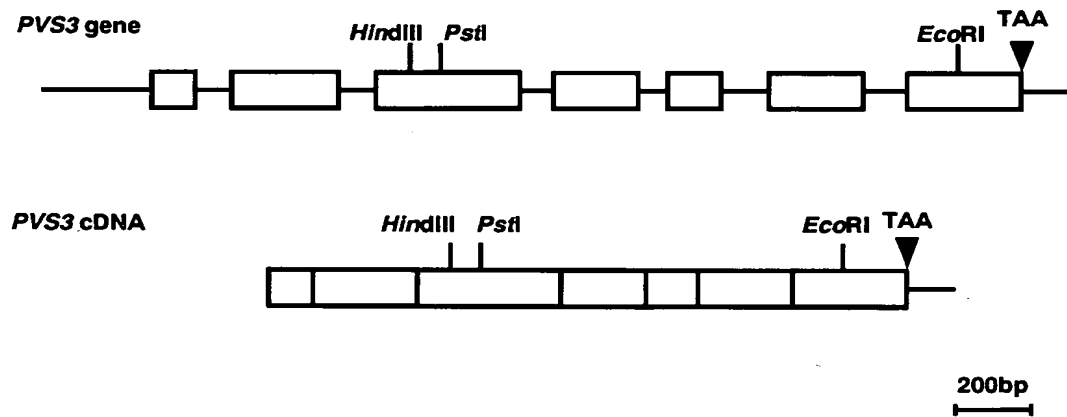 PVS3 gene
HindIII PstI EcoRI TAA
PVS3 cDNA
HindIII PstI EcoRI TAA
200bp